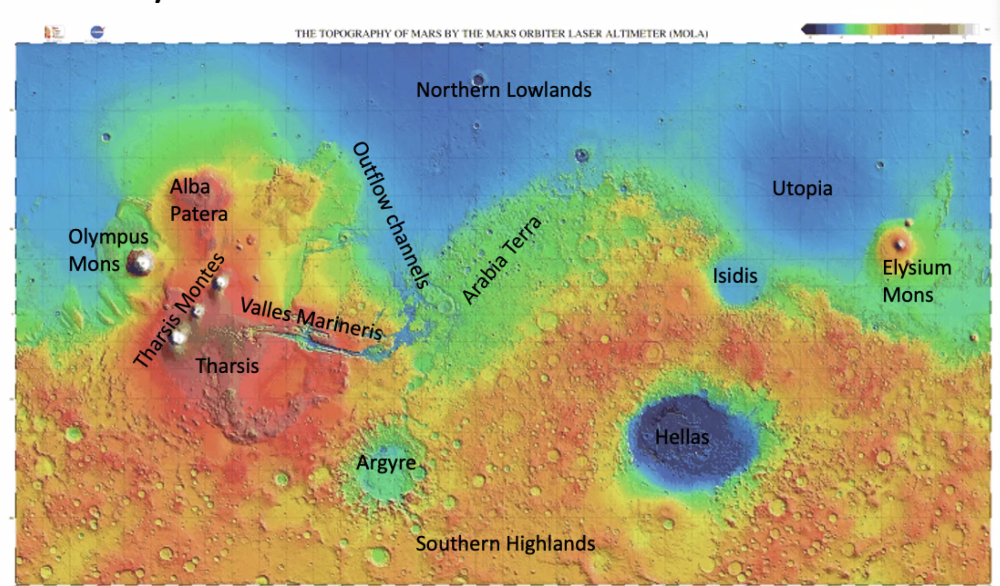 THE TOPOGRAPHY OF MARS BY THE MARS ORBITER LASER ALTIMETER (MOLA)
Northern Lowlands
Outflow channels
Alba
Patera
Utopia
Olympus
Mons
Arabia Terra
Isidis
Elysium
Mons
Tharsis Montes
Valles Marineris
Tharsis
Hellas
Argyre
Southern Highlands